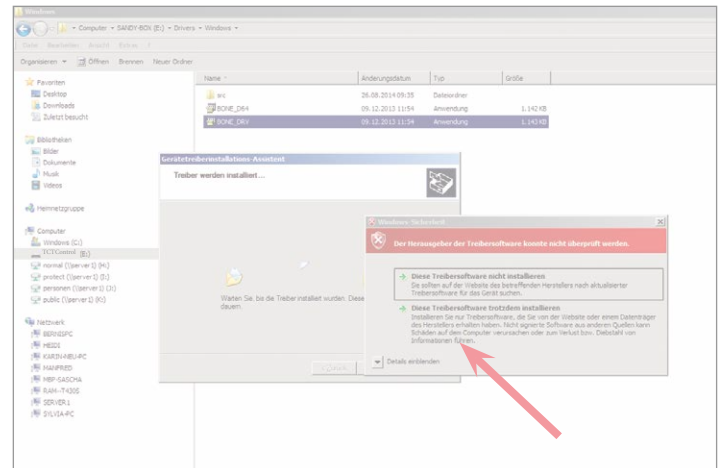 Windows
Computer ▸ SANDY-BOX (E:) ▸ Drivers ▸ Windows ▸
Datei Bearbeiten Ansicht Extras ?
Organisieren Öffnen Brennen Neuer Ordner
Name Änderungsdatum Typ Größe
Favoriten
Desktop
Downloads
Zuletzt besucht
src 26.08.2014 09:35 Dateiordner
BONE_D64 09.12.2013 11:54 Anwendung 1.142 KB
BONE_DRV 09.12.2013 11:54 Anwendung 1.143 KB
Bibliotheken
Bilder
Dokumente
Musik
Videos
Heimnetzgruppe
Computer
Windows (C:)
TCTControl (E:)
normal (\\server1) (H:)
protect (\\server1) (I:)
personen (\\server1) (J:)
public (\\server1) (K:)
Netzwerk
BERNISPC
HEIDI
KARIN-NEU-PC
MANFRED
MBP-SASCHA
RAM-T420S
SERVER1
SYLVIA-PC
Gerätetreiberinstallations-Assistent
Treiber werden installiert...
Warten Sie, bis die Treiber installiert wurden. Diese
dauern.
Windows-Sicherheit
Der Herausgeber der Treibersoftware konnte nicht überprüft werden.
Diese Treibersoftware nicht installieren
Sie sollten auf der Website des betreffenden Herstellers nach aktualisierter
Treibersoftware für das Gerät suchen.
Diese Treibersoftware trotzdem installieren
Installieren Sie nur Treibersoftware, die Sie von der Website oder einem Datenträger
des Herstellers erhalten haben. Nicht signierte Software aus anderen Quellen kann
Schäden auf dem Computer verursachen oder zum Verlust bzw. Diebstahl von
Informationen führen.
Details einblenden